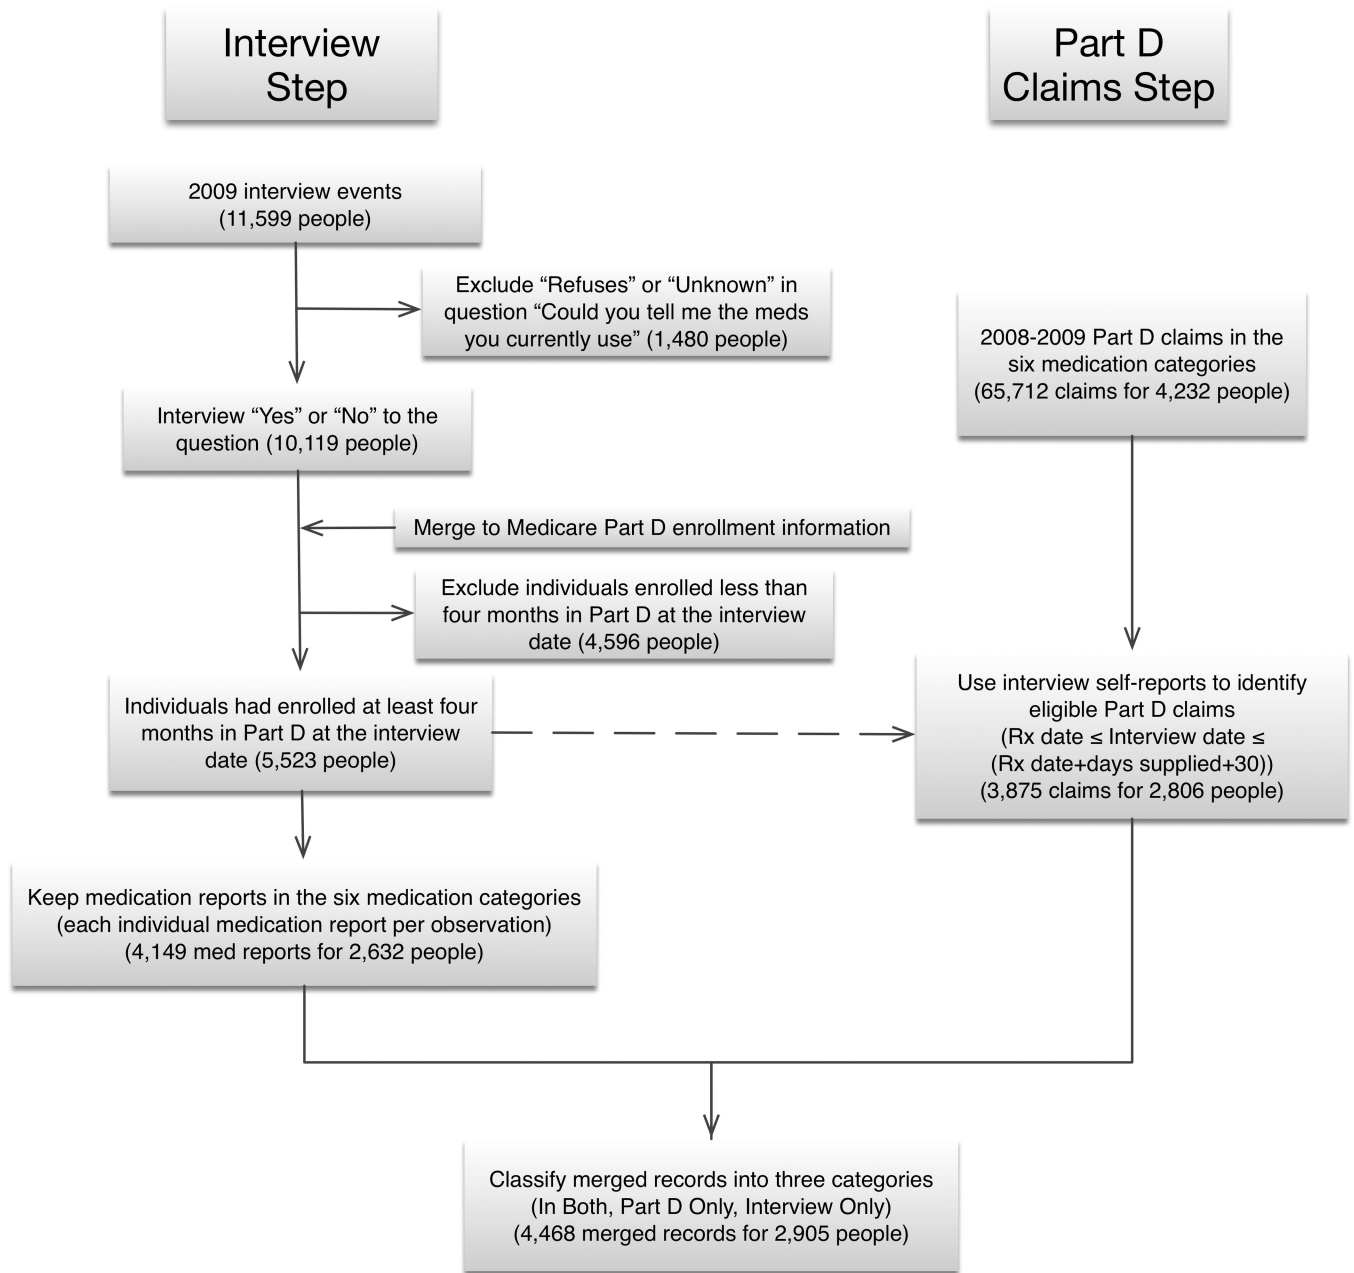 Interview
Step
Part D
Claims Step
2009 interview events
(11,599 people)
Exclude “Refuses” or “Unknown” in
question “Could you tell me the meds
you currently use” (1,480 people)
2008-2009 Part D claims in the
six medication categories
(65,712 claims for 4,232 people)
Interview “Yes” or “No” to the
question (10,119 people)
Merge to Medicare Part D enrollment information
Exclude individuals enrolled less than
four months in Part D at the interview
date (4,596 people)
Individuals had enrolled at least four
months in Part D at the interview
date (5,523 people)
Use interview self-reports to identify
eligible Part D claims
(Rx date ≤ Interview date ≤
(Rx date+days supplied+30))
(3,875 claims for 2,806 people)
Keep medication reports in the six medication categories
(each individual medication report per observation)
(4,149 med reports for 2,632 people)
Classify merged records into three categories
(In Both, Part D Only, Interview Only)
(4,468 merged records for 2,905 people)